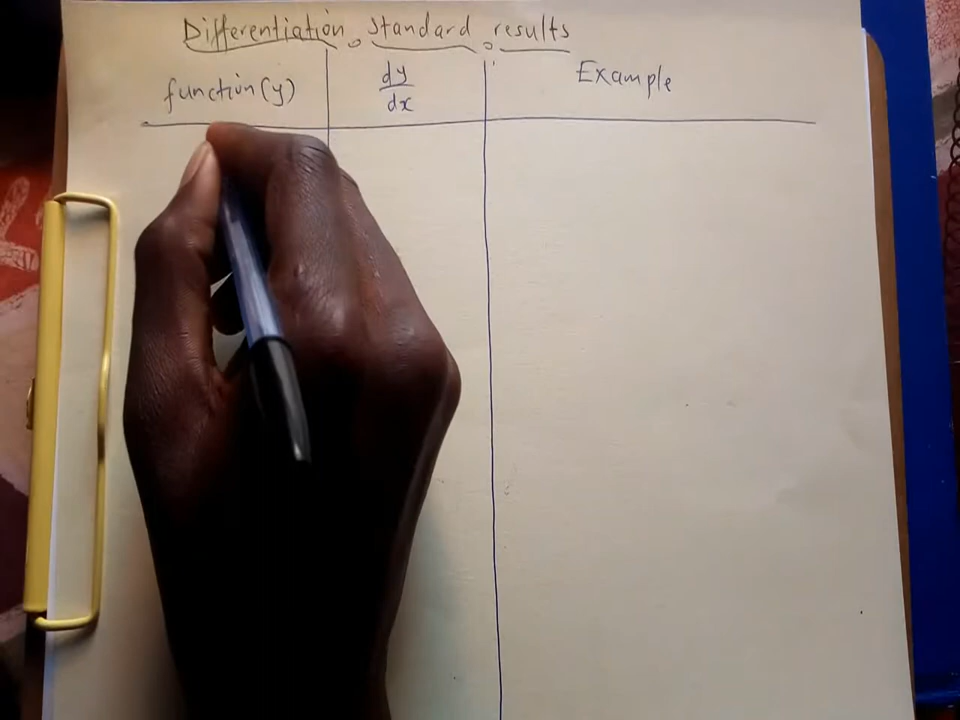 Differentiation standard results
function(y)
dy
dx
Example